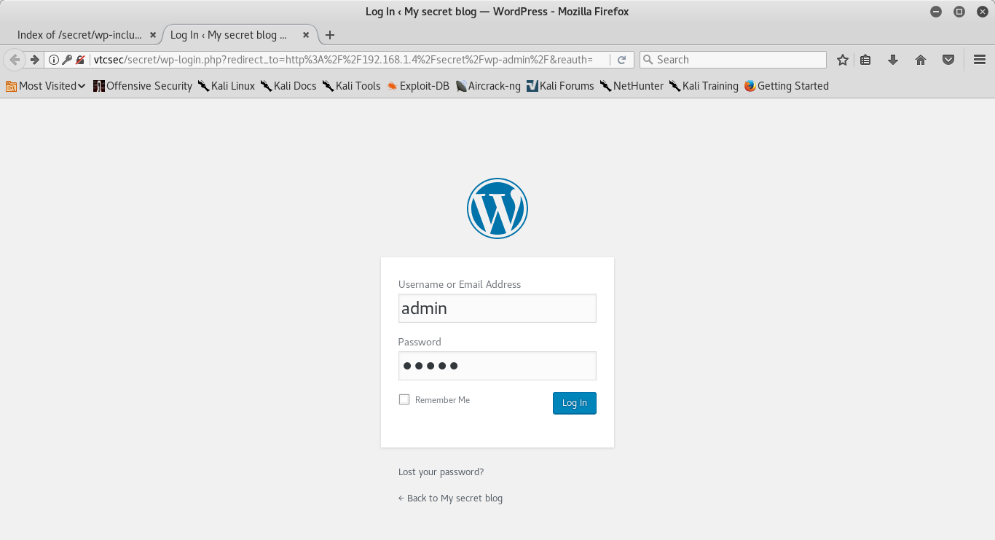 Log In ‹ My secret blog — WordPress - Mozilla Firefox
Index of /secret/wp-inclu...
Log In ‹ My secret blog ...
vtcsec/secret/wp-login.php?redirect_to=http%3A%2F%2F192.168.1.4%2Fsecret%2Fwp-admin%2F&reauth=
Search
Most Visited Offensive Security Kali Linux Kali Docs Kali Tools Exploit-DB Aircrack-ng Kali Forums NetHunter Kali Training Getting Started
Username or Email Address
admin
Password
●●●●●
Remember Me
Log In
Lost your password?
← Back to My secret blog